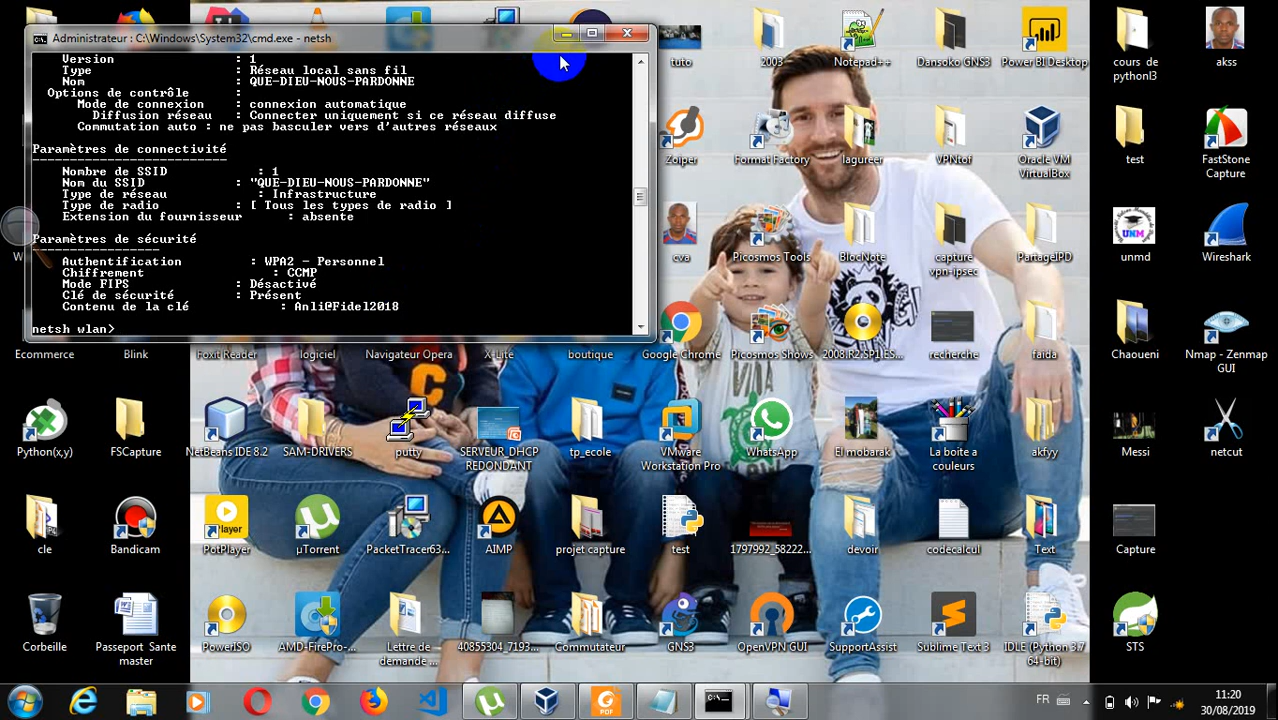 Administrateur : C:\Windows\System32\cmd.exe - netsh
Version : 1
Type : Réseau local sans fil
Nom : QUE-DIEU-NOUS-PARDONNE
Options de contrôle :
Mode de connexion : connexion automatique
Diffusion réseau : Connecter uniquement si ce réseau diffuse
Commutation auto : ne pas basculer vers d'autres réseaux
Paramètres de connectivité
---------------------------
Nombre de SSID : 1
Nom du SSID : "QUE-DIEU-NOUS-PARDONNE"
Type de réseau : Infrastructure
Type de radio : [ Tous les types de radio ]
Extension du fournisseur : absente
Paramètres de sécurité
-----------------
Authentification : WPA2 - Personnel
Chiffrement : CCMP
Mode FIPS : Désactivé
Clé de sécurité : Présent
Contenu de la clé : Anli@Fidel2018
netsh wlan>
tuto
2003
Notepad++
Dansoko GNS3
Power BI Desktop
cours de pythonl3
akss
Zoiper
Format Factory
lagureer
VPNtof
Oracle VM VirtualBox
test
FastStone Capture
cva
Picosmos Tools
BlocNote
capture vpn-ipsec
PartageIPD
UNM
unmd
Wireshark
Ecommerce
Blink
Foxit Reader
logiciel
Navigateur Opera
X-Lite
boutique
Google Chrome
Picosmos Shows
2008.R2.SP1.ES...
recherche
faida
Chaoueni
Nmap - Zenmap GUI
Python(x,y)
FSCapture
NetBeans IDE 8.2
SAM-DRIVERS
putty
SERVEUR_DHCP REDONDANT
tp_ecole
VMware Workstation Pro
WhatsApp
El mobarak
La boite a couleurs
akfyy
Messi
netcut
cle
Bandicam
Player
PotPlayer
µTorrent
PacketTracer63...
AIMP
projet capture
test
1797992_58222...
devoir
codecalcul
Text
Capture
Corbeille
Passeport Sante master
PowerISO
AMD-FirePro-...
Lettre de demande ...
40855304_7193...
Commutateur
GNS3
OpenVPN GUI
SupportAssist
Sublime Text 3
IDLE (Python 3.7 64-bit)
STS
PDF
FR
11:20
30/08/2019